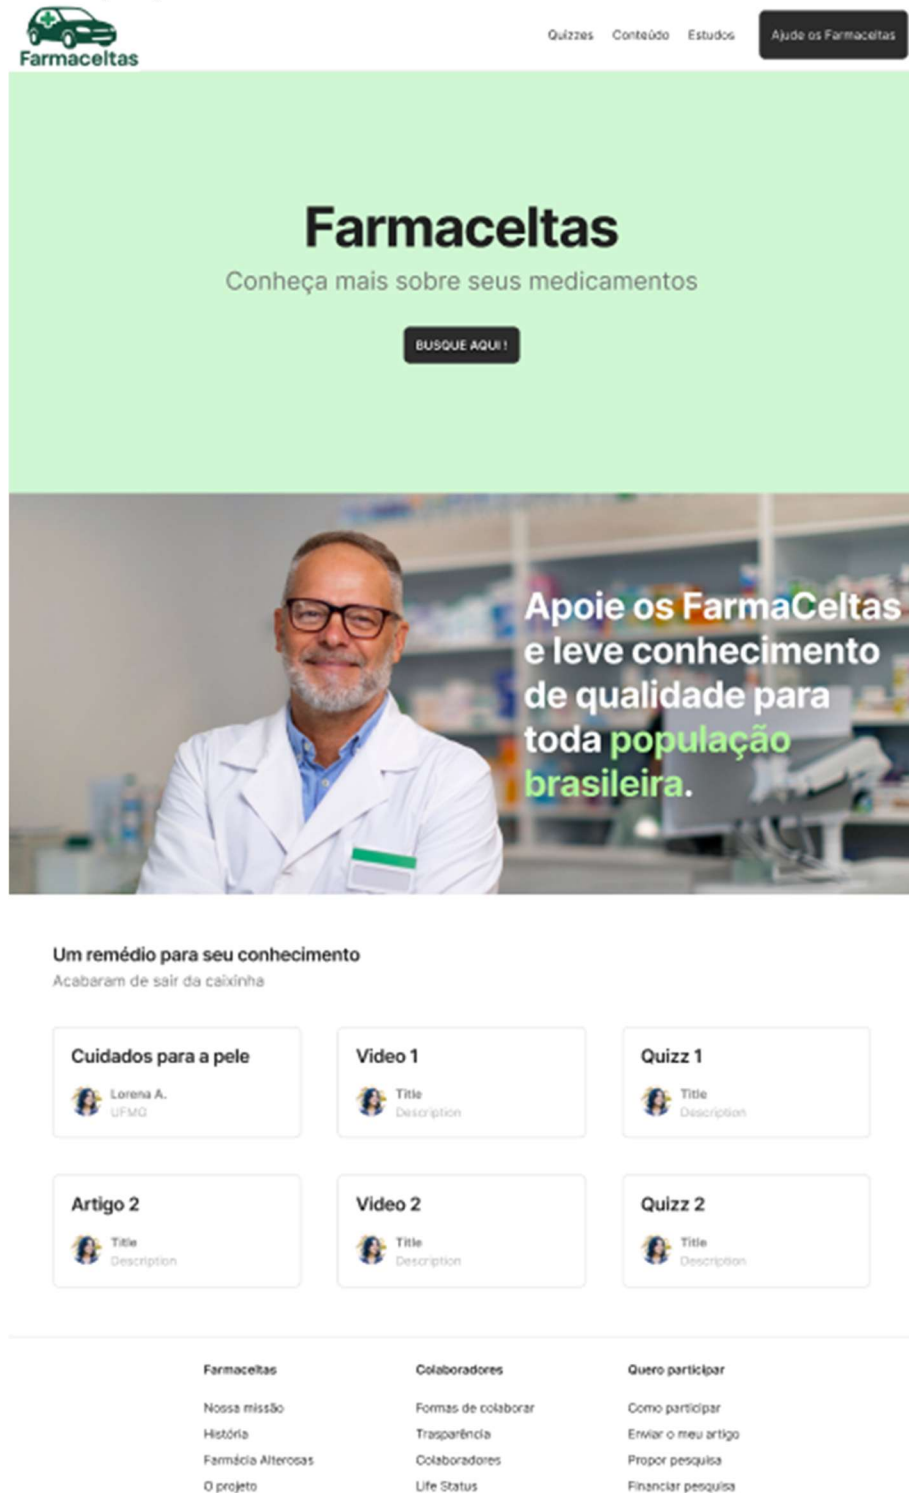 Farmaceltas
Quizzes Conteúdo Estudos Ajude os Farmaceltas
Farmaceltas
Conheça mais sobre seus medicamentos
BUSQUE AQUI !
Apoie os FarmaCeltas
e leve conhecimento
de qualidade para
toda população
brasileira.
Um remédio para seu conhecimento
Acabaram de sair da caixinha
Cuidados para a pele
Lorena A.
UFMG
Video 1
Title
Description
Quizz 1
Title
Description
Artigo 2
Title
Description
Video 2
Title
Description
Quizz 2
Title
Description
Farmaceltas
Nossa missão
História
Farmácia Alterosas
O projeto
Colaboradores
Formas de colaborar
Trasparência
Colaboradores
Life Status
Quero participar
Como participar
Enviar o meu artigo
Propor pesquisa
Financiar pesquisa